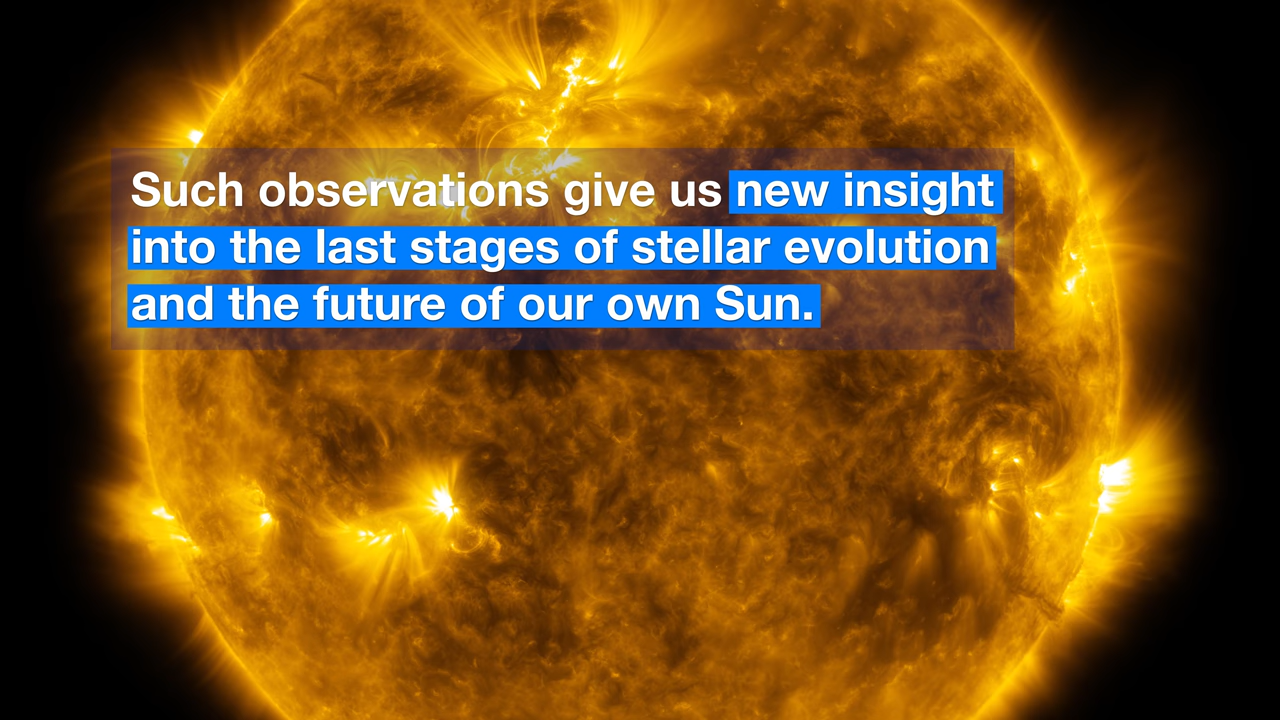 Such observations give us new insight
into the last stages of stellar evolution
and the future of our own Sun.